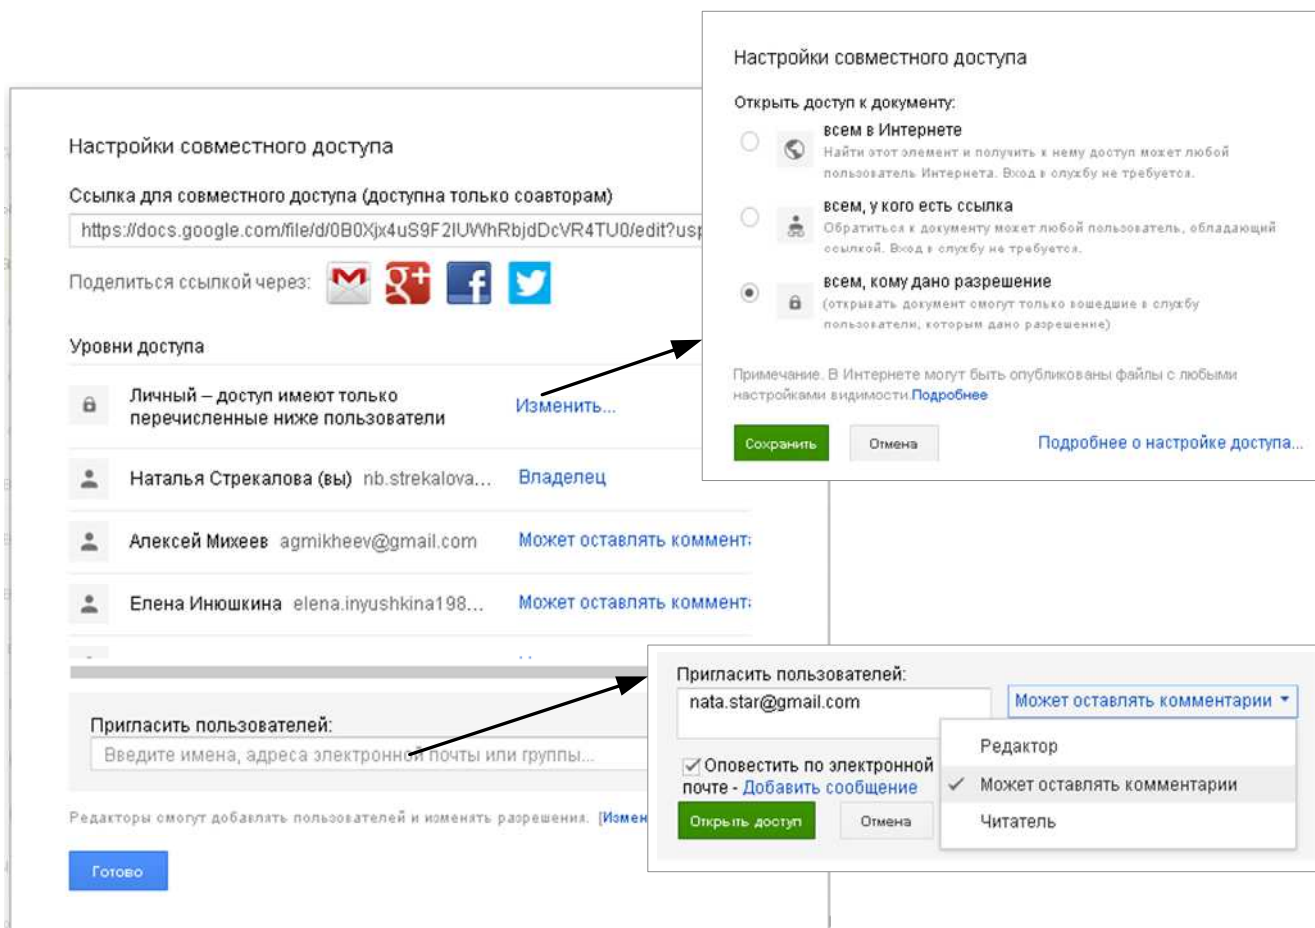 Настройки совместного доступа
Ссылка для совместного доступа (доступна только соавторам)
https://docs.google.com/file/d/0B0Xjx4uS9F2IUWhRbjdDcVR4TU0/edit?usp
Поделиться ссылкой через:
Уровни доступа
Личный – доступ имеют только
перечисленные ниже пользователи
Изменить...
Наталья Стрекалова (вы) nb.strekalova... Владелец
Алексей Михеев agmikheev@gmail.com Может оставлять коммент
Елена Инюшкина elena.inyushkina198... Может оставлять коммент
Пригласить пользователей:
Введите имена, адреса электронной почты или группы...
Редакторы смогут добавлять пользователей и изменять разрешения. [Измен
Готово
Настройки совместного доступа
Открыть доступ к документу:
всем в Интернете
Найти этот элемент и получить к нему доступ может любой
пользователь Интернета. Вход в службу не требуется.
всем, у кого есть ссылка
Обратиться к документу может любой пользователь, обладающий
ссылкой. Вход в службу не требуется.
всем, кому дано разрешение
(открывать документ смогут только вошедшие в службу
пользователи, которым дано разрешение)
Примечание. В Интернете могут быть опубликованы файлы с любыми
настройками видимости.Подробнее
Сохранить Отмена Подробнее о настройке доступа...
Пригласить пользователей:
nata.star@gmail.com
Может оставлять комментарии
Редактор
Может оставлять комментарии
Читатель
Оповестить по электронной
почте - Добавить сообщение
Открыть доступ Отмена